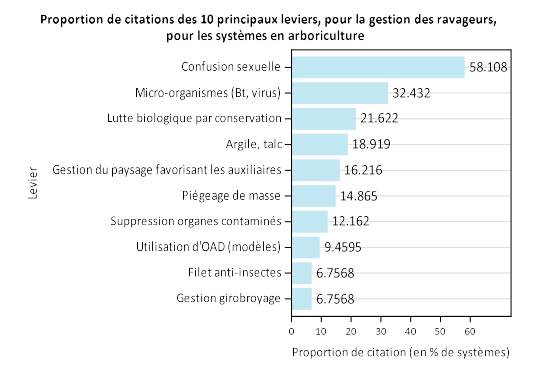 Proportion de citations des 10 principaux leviers, pour la gestion des ravageurs,
pour les systèmes en arboriculture
Levier
Confusion sexuelle 58.108
Micro-organismes (Bt, virus) 32.432
Lutte biologique par conservation 21.622
Argile, talc 18.919
Gestion du paysage favorisant les auxiliaires 16.216
Piégeage de masse 14.865
Suppression organes contaminés 12.162
Utilisation d'OAD (modèles) 9.4595
Filet anti-insectes 6.7568
Gestion girobroyage 6.7568
0 10 20 30 40 50 60
Proportion de citation (en % de systèmes)